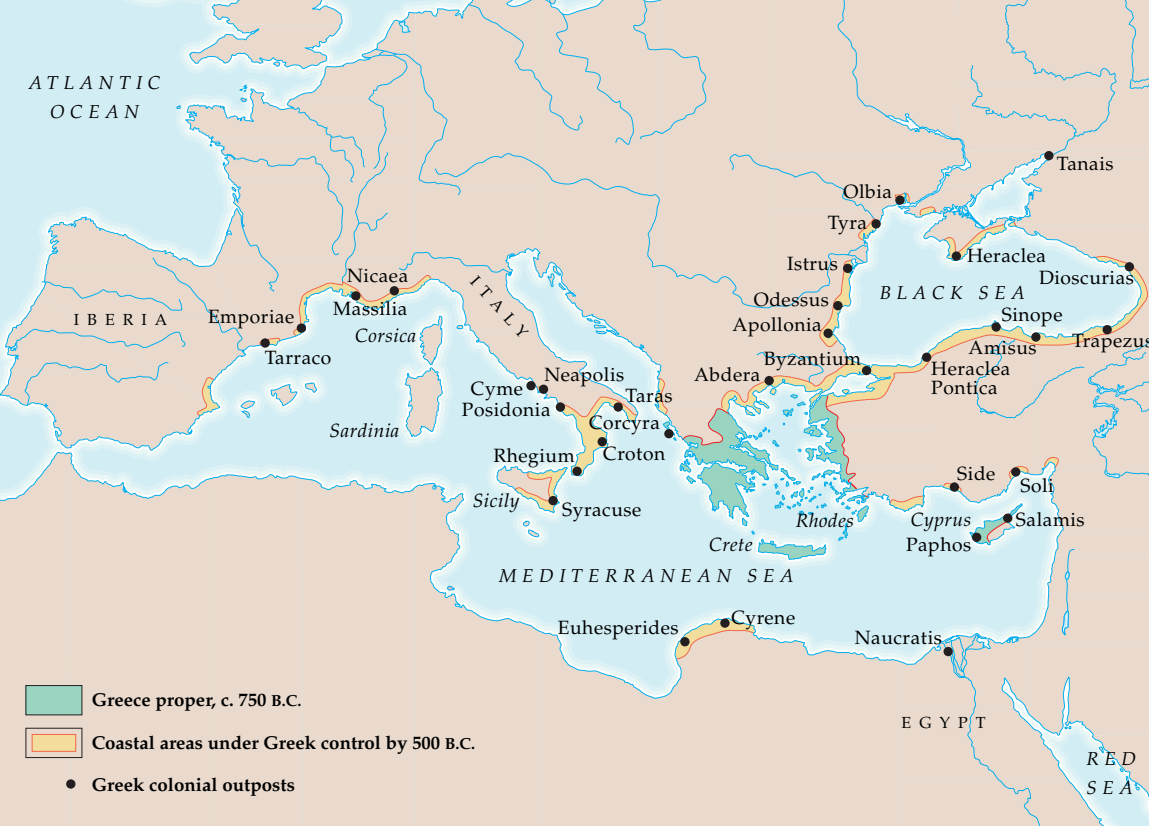 ATLANTIC
OCEAN
Tanais
Olbia
Tyra
Istrus
Heraclea
Dioscurias
Nicaea
ITALY
BLACK SEA
Odessus
Massilia
IBERIA
Emporiae
Sinope
Apollonia
Corsica
Amisus
Trapezus
Tarraco
Byzantium
Heraclea
Pontica
Neapolis
Abdera
Cyme
Taras
Posidonia
Corcyra
Sardinia
Croton
Rhegium
Side
Soli
Sicily
Syracuse
Rhodes
Cyprus
Salamis
Crete
Paphos
MEDITERRANEAN SEA
Cyrene
Euhesperides
Naucratis
EGYPT
RED
SEA
Greece proper, c. 750 B.C.
Coastal areas under Greek control by 500 B.C.
Greek colonial outposts